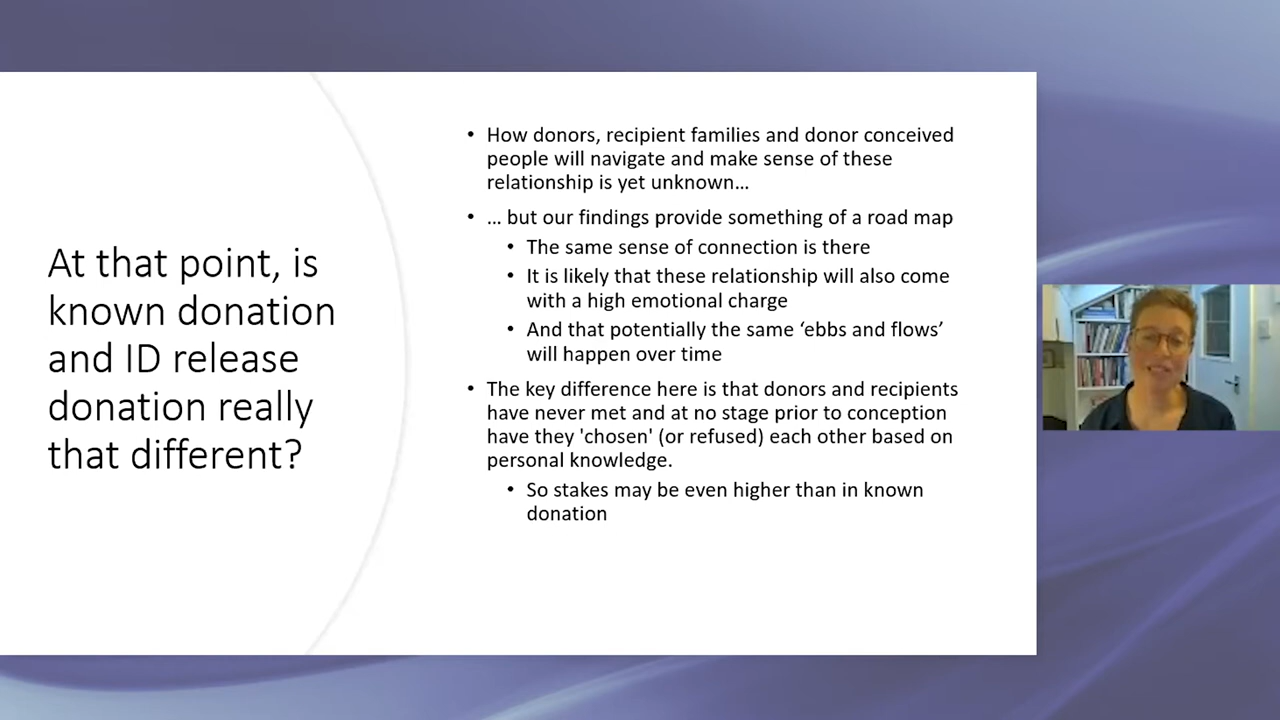 At that point, is
known donation
and ID release
donation really
that different?
• How donors, recipient families and donor conceived
people will navigate and make sense of these
relationship is yet unknown…
• … but our findings provide something of a road map
• The same sense of connection is there
• It is likely that these relationship will also come
with a high emotional charge
• And that potentially the same ‘ebbs and flows’
will happen over time
• The key difference here is that donors and recipients
have never met and at no stage prior to conception
have they 'chosen' (or refused) each other based on
personal knowledge.
• So stakes may be even higher than in known
donation